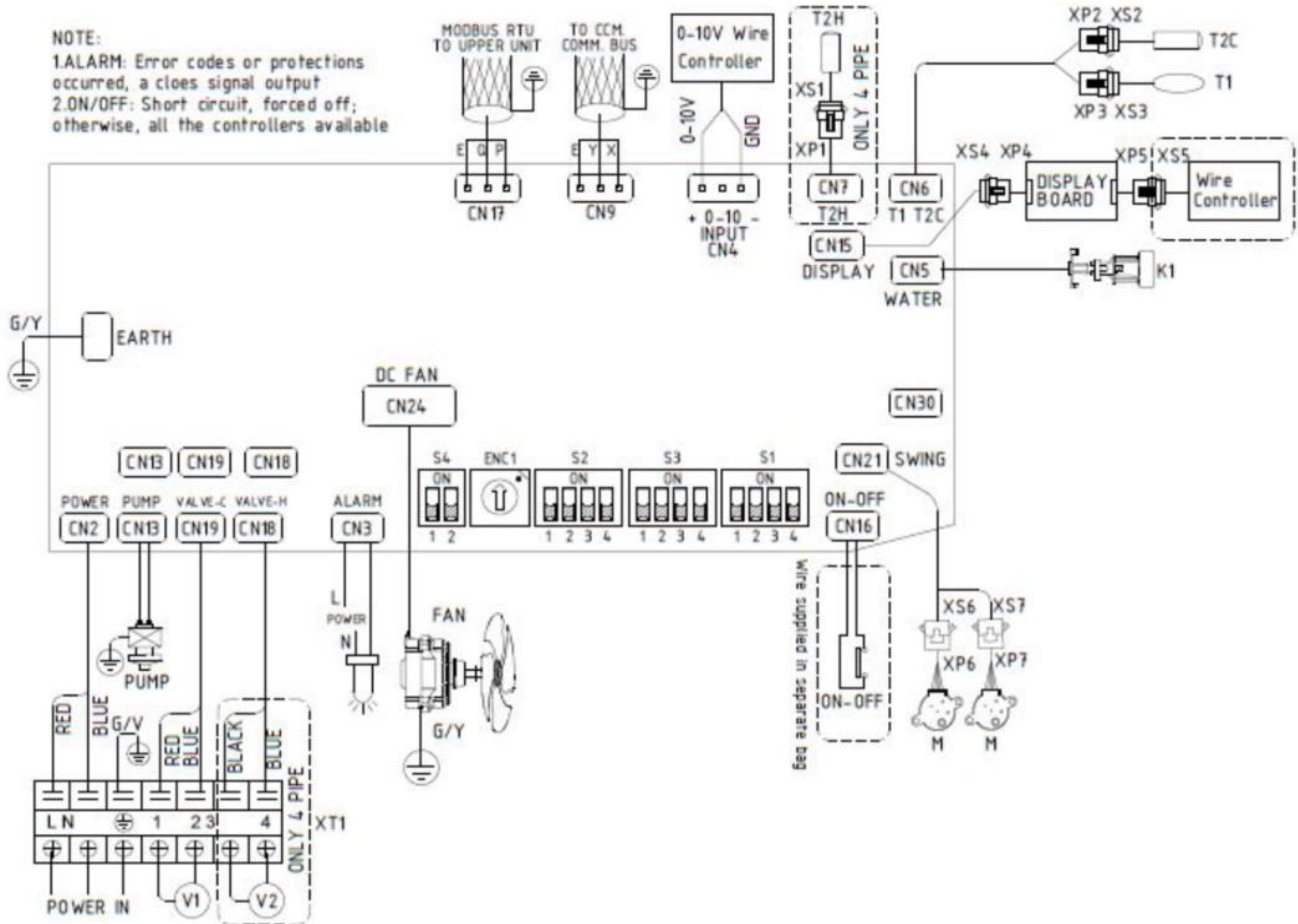 NOTE:
1.ALARM: Error codes or protections
occurred, a cloes signal output
2.ON/OFF: Short circuit, forced off;
otherwise, all the controllers available
MODBUS RTU
TO UPPER UNIT
E Q P
CN17
TO CCM.
COMM. BUS
E Y X
CN9
0-10V Wire
Controller
0-10V
GND
+ 0-10 -
INPUT
CN4
T2H
XS1
XP1
ONLY 4 PIPE
CN7
T2H
XP2 XS2
T2C
T1
XP3 XS3
CN6
T1 T2C
XS4 XP4
DISPLAY
BOARD
XP5 XS5
Wire
Controller
CN15
DISPLAY
CN5
WATER
K1
G/Y
EARTH
DC FAN
CN24
CN30
CN13 CN19 CN18
POWER PUMP VALVE-C VALVE-H
CN2 CN13 CN19 CN18
ALARM
CN3
S4
ON
1 2
ENC1
S2
ON
1 2 3 4
S3
ON
1 2 3 4
S1
ON
1 2 3 4
CN21 SWING
ON-OFF
CN16
L
POWER
N
FAN
G/Y
PUMP
Wire supplied in separate bag
ON-OFF
XS6 XS7
XP6 XP7
M M
RED
BLUE
G/V
RED
BLUE
BLACK
BLUE
ONLY 4 PIPE
L N 1 2 3 4
XT1
POWER IN
V1
V2